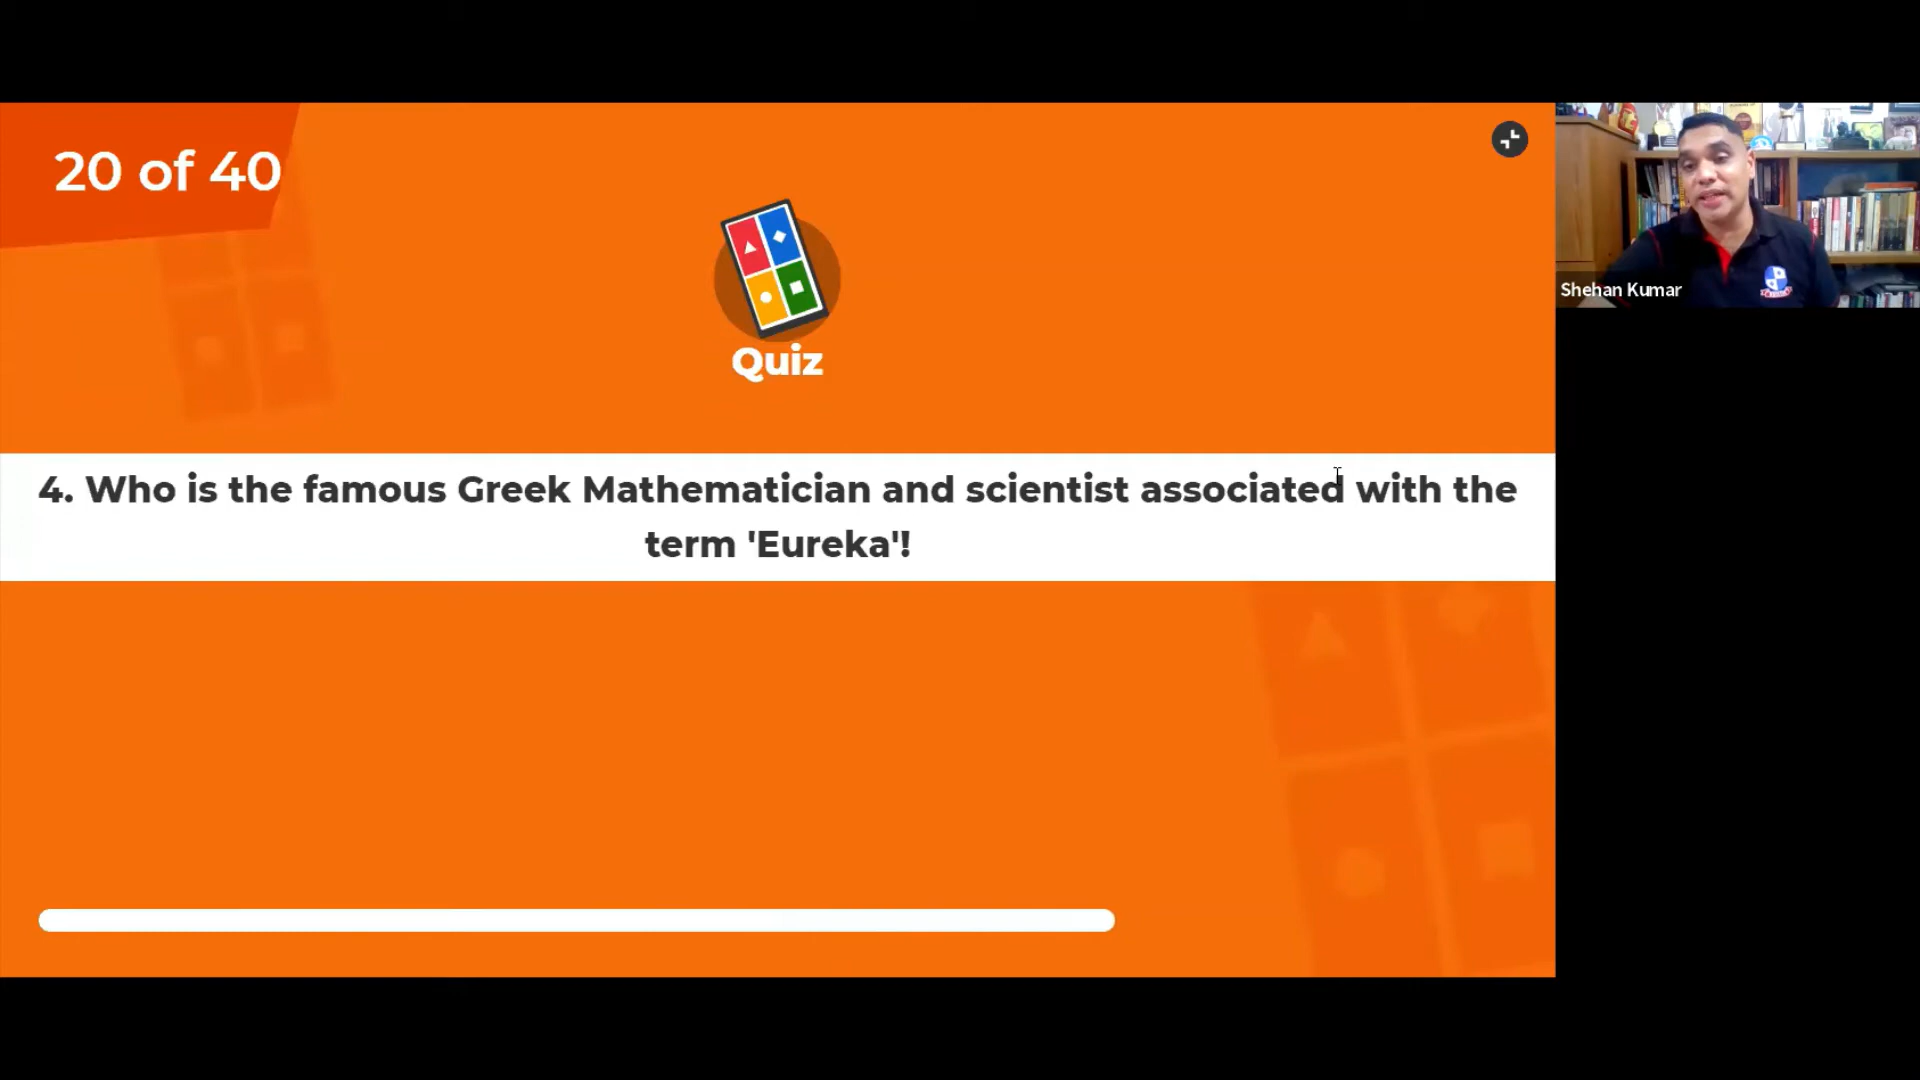 20 of 40
Quiz
4. Who is the famous Greek Mathematician and scientist associated with the
term 'Eureka'!
Shehan Kumar